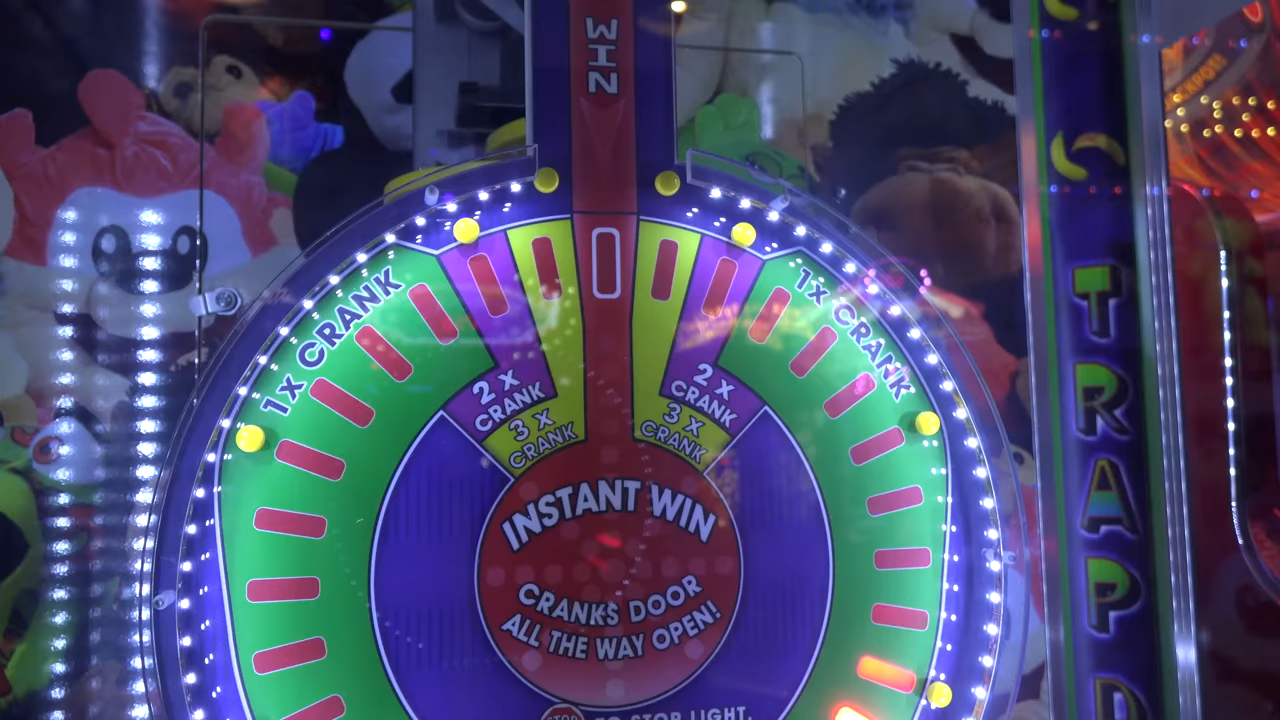 WIN
1x CRANK
1x CRANK
2 x
CRANK
3 x
CRANK
2 x
CRANK
3 x
CRANK
INSTANT WIN
CRANKS DOOR
ALL THE WAY OPEN!
STOP TO STOP LIGHT.
TRAP